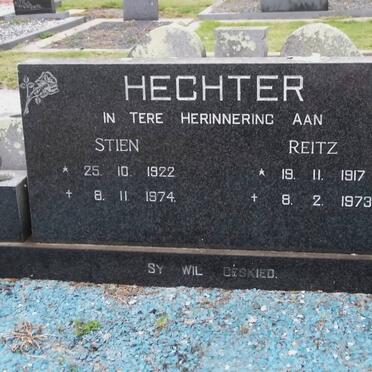 HECHTER
IN TERE HERINNERING AAN
STIEN REITZ
* 25. 10. 1922 * 19. 11. 1917
+ 8. 11 1974. + 8. 2. 1973
SY WIL GESKIED.